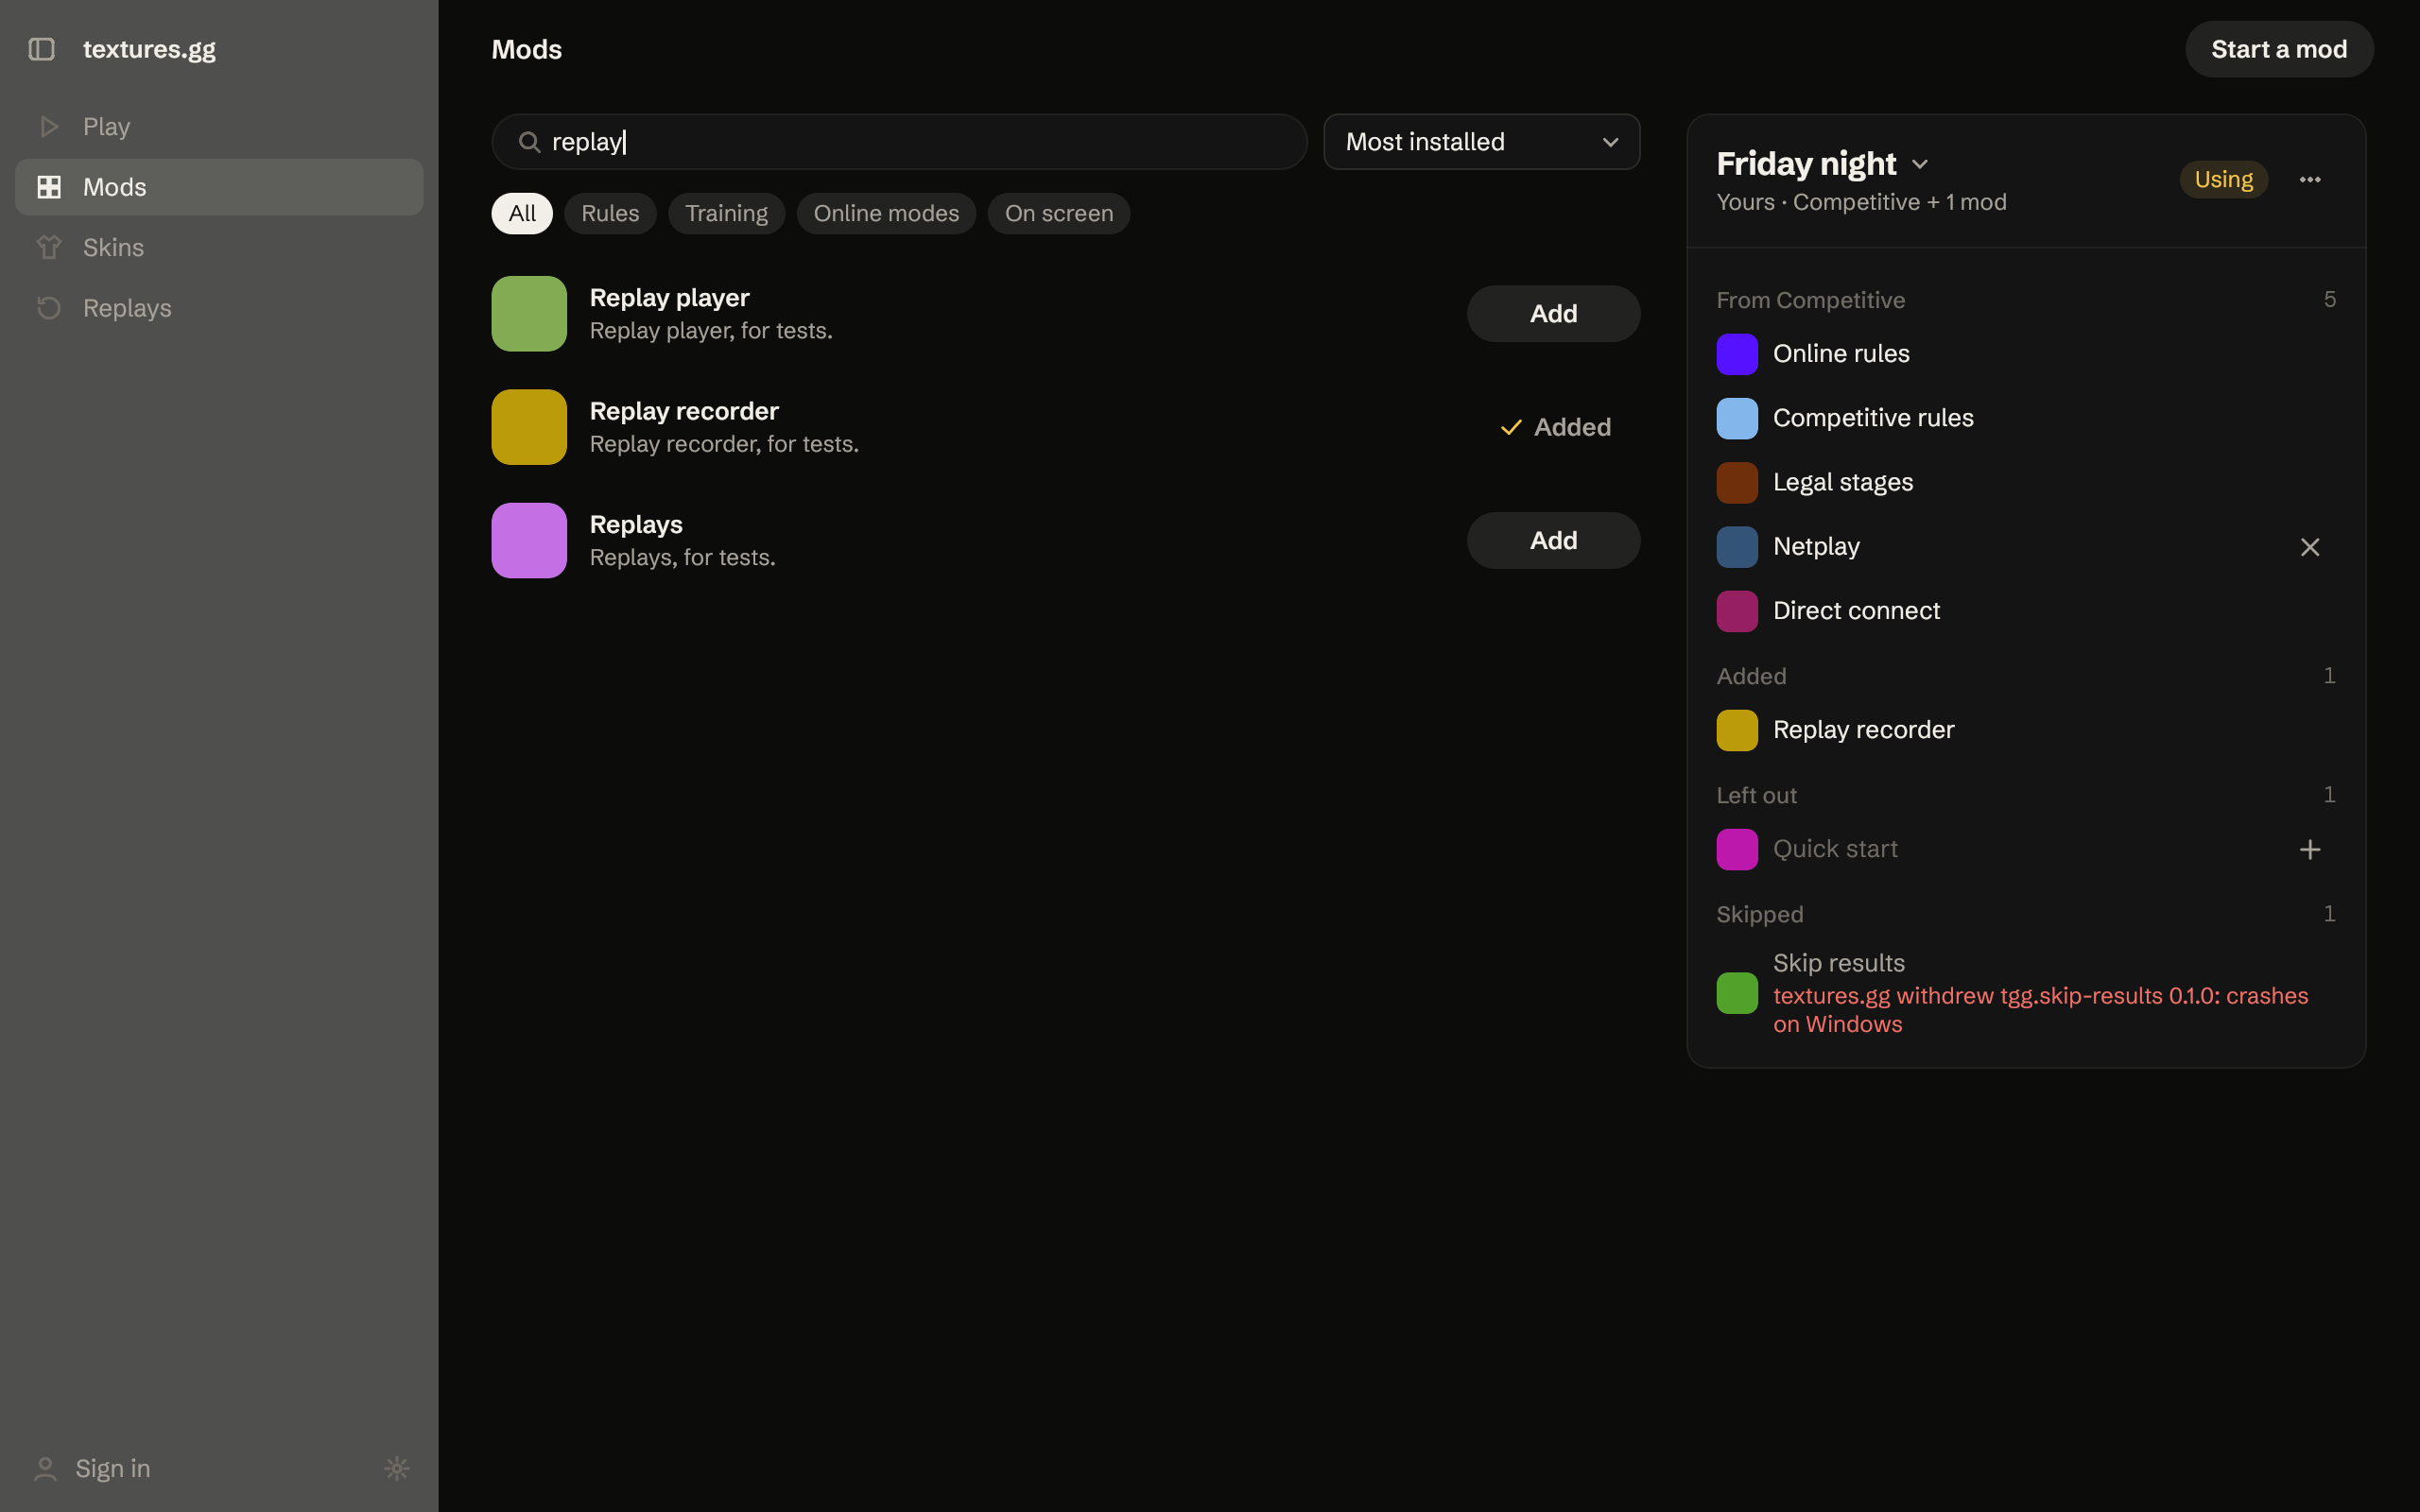 textures.gg
Play
Mods
Skins
Replays
Sign in
Mods
Start a mod
replay
Most installed
All
Rules
Training
Online modes
On screen
Replay player
Replay player, for tests.
Add
Replay recorder
Replay recorder, for tests.
Added
Replays
Replays, for tests.
Add
Friday night
Yours · Competitive + 1 mod
Using
From Competitive
5
Online rules
Competitive rules
Legal stages
Netplay
Direct connect
Added
1
Replay recorder
Left out
1
Quick start
Skipped
1
Skip results
textures.gg withdrew tgg.skip-results 0.1.0: crashes
on Windows